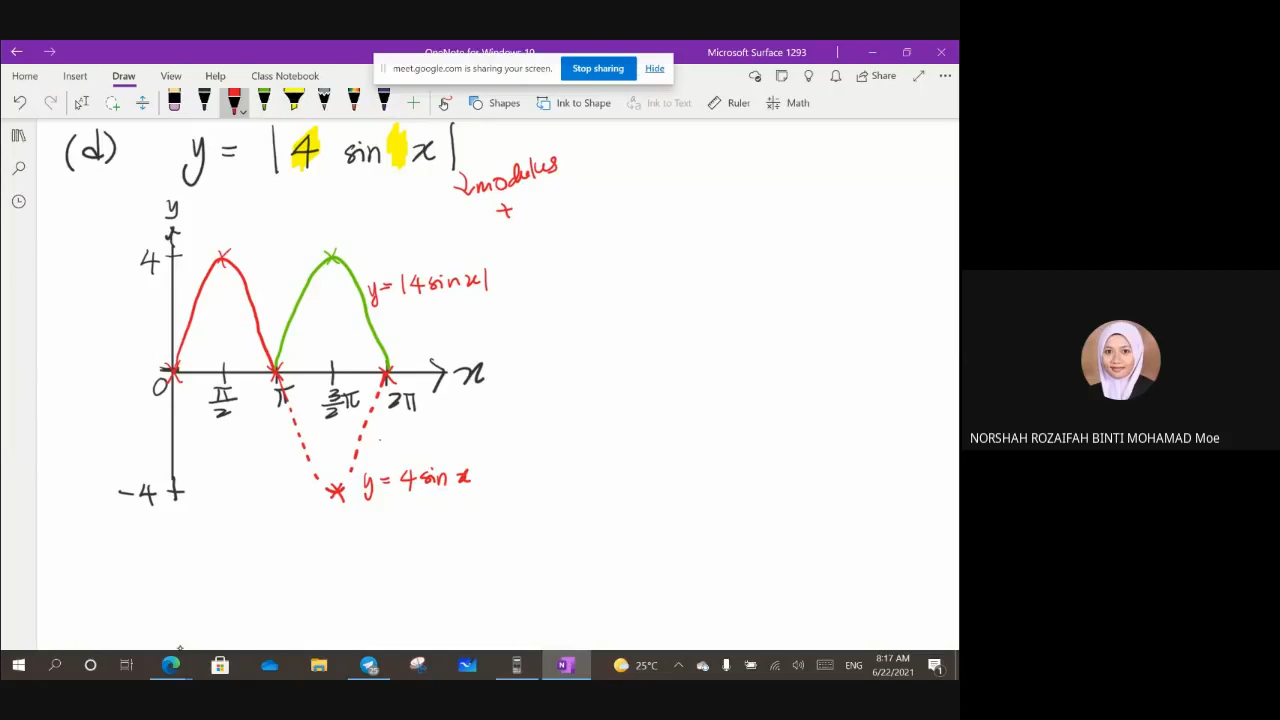 OneNote for Windows 10
Microsoft Surface 1293
meet.google.com is sharing your screen.
Stop sharing
Hide
Home Insert Draw View Help Class Notebook
Share
Shapes Ink to Shape Ink to Text Ruler Math
(d) y = |4 sin x|
modulus
+
y
4
y = |4 sin x|
0 π/2 π 3/2 π 2π x
-4
y = 4 sin x
NORSHAH ROZAIFAH BINTI MOHAMAD Moe
25°C
ENG
8:17 AM
6/22/2021
1